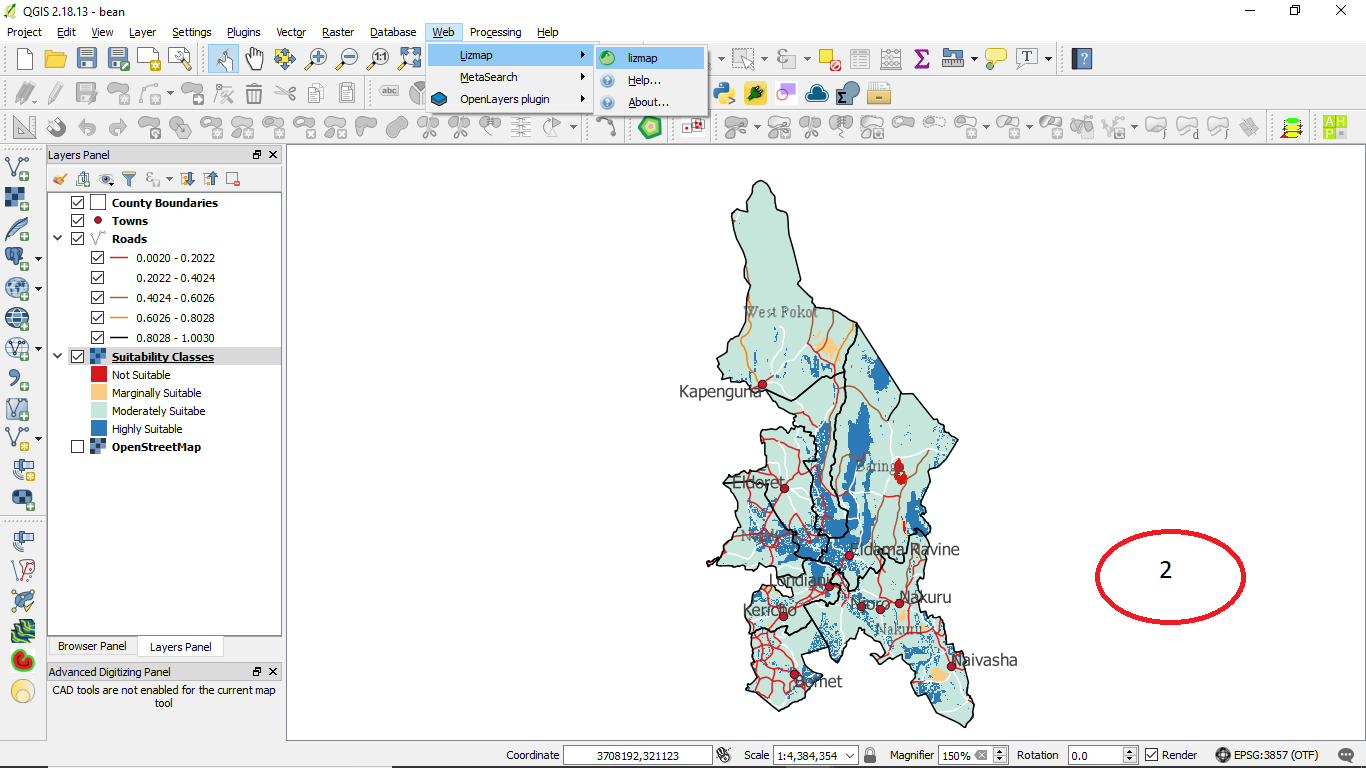 QGIS 2.18.13 - bean
Project Edit View Layer Settings Plugins Vector Raster Database Web Processing Help
Lizmap
MetaSearch
OpenLayers plugin
lizmap
Help...
About...
abc
AH
P
Layers Panel
County Boundaries
Towns
Roads
0.0020 - 0.2022
0.2022 - 0.4024
0.4024 - 0.6026
0.6026 - 0.8028
0.8028 - 1.0030
Suitability Classes
Not Suitable
Marginally Suitable
Moderately Suitabe
Highly Suitable
OpenStreetMap
Browser Panel Layers Panel
Advanced Digitizing Panel
CAD tools are not enabled for the current map
tool
West Pokot
Kapenguria
Baringo
Eldoret
Eldama Ravine
Londiani
Kericho
Njoro
Nakuru
Nakuru
Naivasha
Bomet
2
Coordinate 3708192,321123 Scale 1:4,384,354 Magnifier 150% Rotation 0.0 Render EPSG:3857 (OTF)